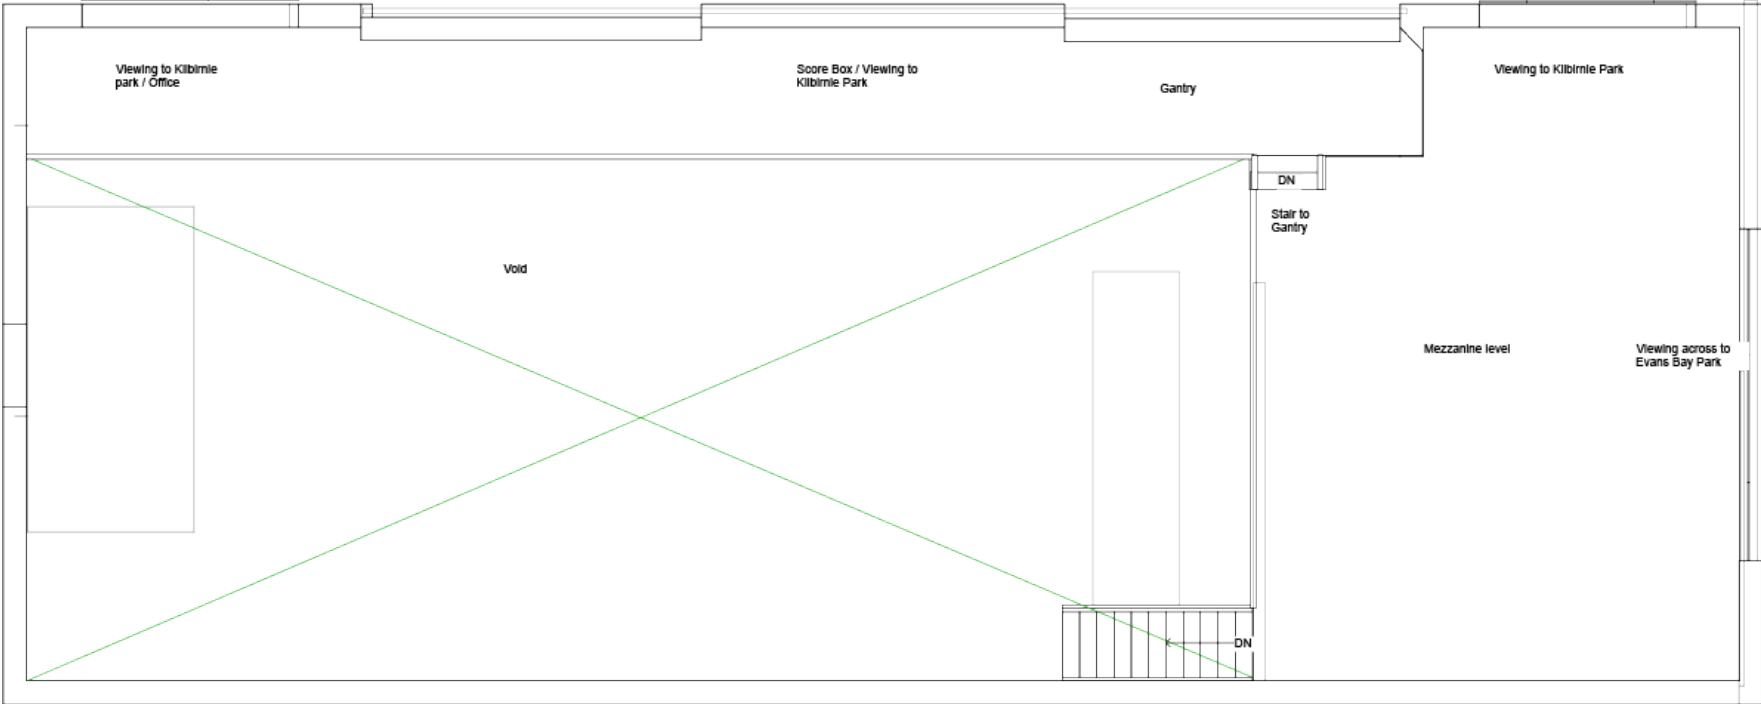 Viewing to Kilbirnie
park / Office
Score Box / Viewing to
Kilbirnie Park
Gantry
Viewing to Kilbirnie Park
DN
Stair to
Gantry
Void
Mezzanine level
Viewing across to
Evans Bay Park
DN